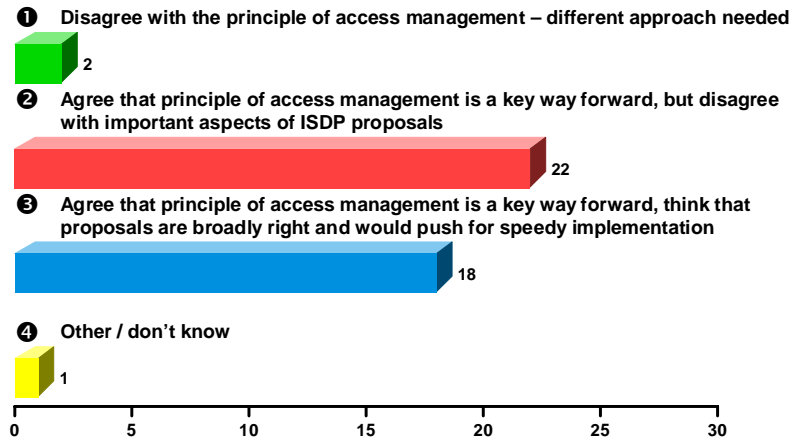 ❶ Disagree with the principle of access management – different approach needed
2
❷ Agree that principle of access management is a key way forward, but disagree
with important aspects of ISDP proposals
22
❸ Agree that principle of access management is a key way forward, think that
proposals are broadly right and would push for speedy implementation
18
❹ Other / don’t know
1
0 5 10 15 20 25 30